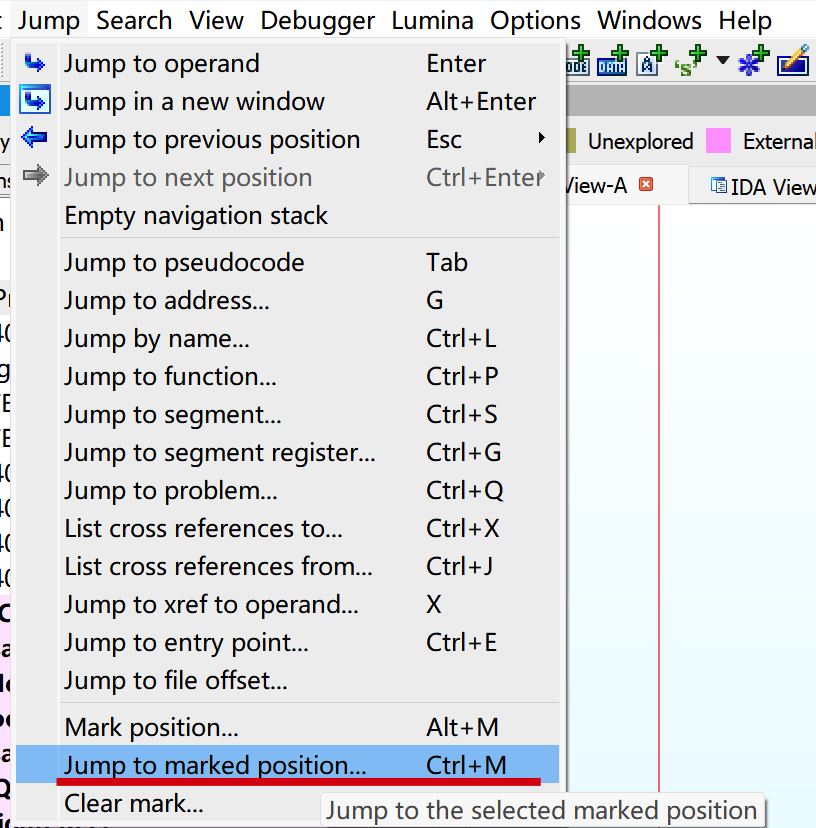 Jump Search View Debugger Lumina Options Windows Help
Jump to operand Enter
Jump in a new window Alt+Enter
Jump to previous position Esc
Unexplored External
Jump to next position Ctrl+Enter
View-A IDA View
Empty navigation stack
Jump to pseudocode Tab
Jump to address... G
Jump by name... Ctrl+L
Jump to function... Ctrl+P
Jump to segment... Ctrl+S
Jump to segment register... Ctrl+G
Jump to problem... Ctrl+Q
List cross references to... Ctrl+X
List cross references from... Ctrl+J
Jump to xref to operand... X
Jump to entry point... Ctrl+E
Jump to file offset...
Mark position... Alt+M
Jump to marked position... Ctrl+M
Clear mark...
Jump to the selected marked position